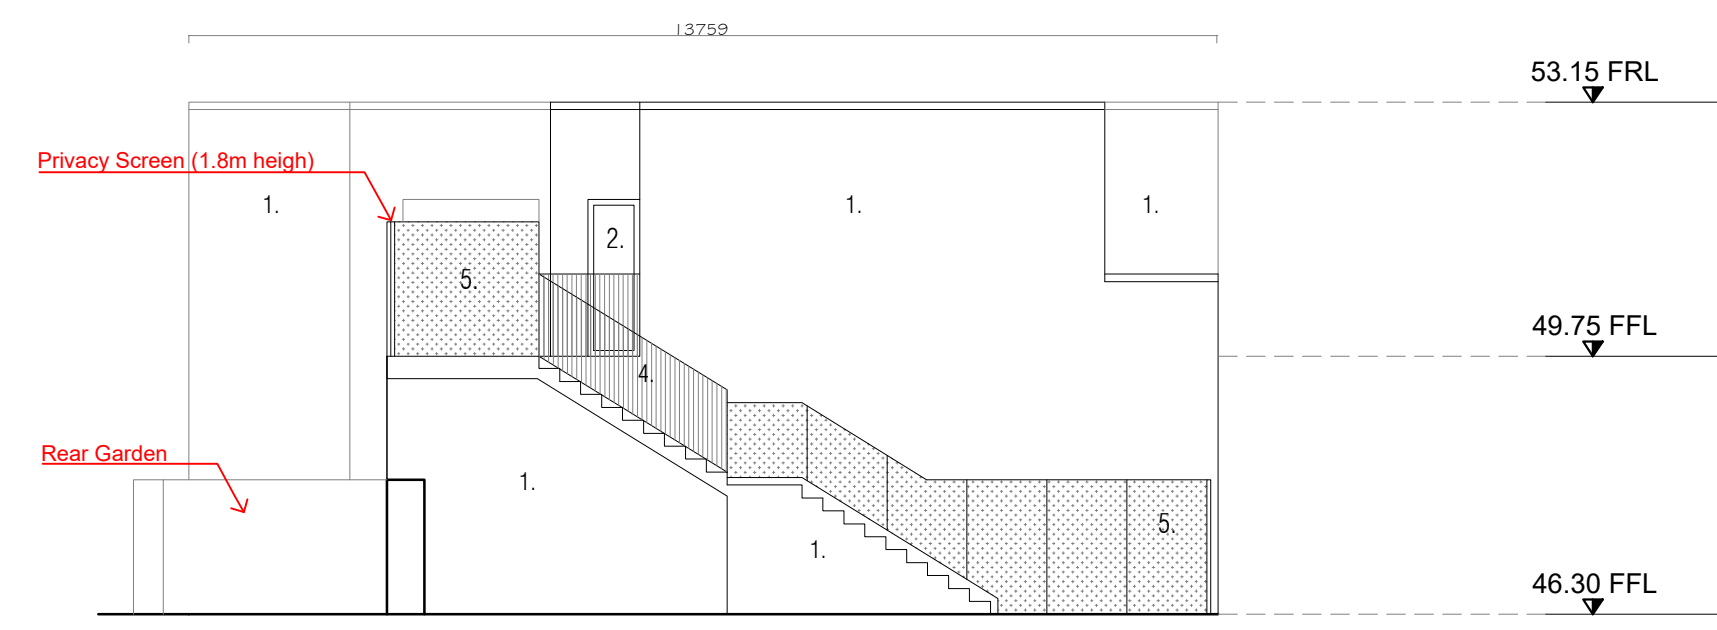 13759
53.15 FRL
Privacy Screen (1.8m heigh)
1.
1.
1.
2.
5.
49.75 FFL
4.
Rear Garden
1.
5.
1.
46.30 FFL